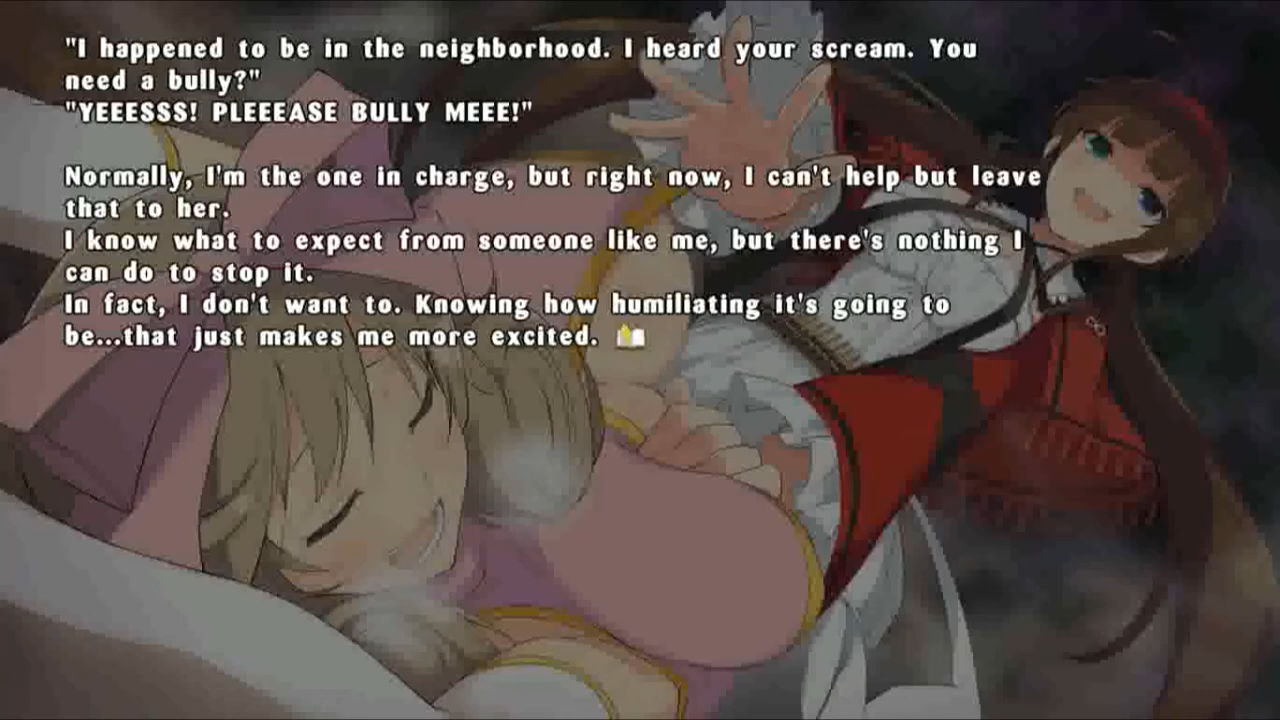 "I happened to be in the neighborhood. I heard your scream. You
need a bully?"
"YEEESSS! PLEEEASE BULLY MEEE!"
Normally, I'm the one in charge, but right now, I can't help but leave
that to her.
I know what to expect from someone like me, but there's nothing I
can do to stop it.
In fact, I don't want to. Knowing how humiliating it's going to
be...that just makes me more excited.